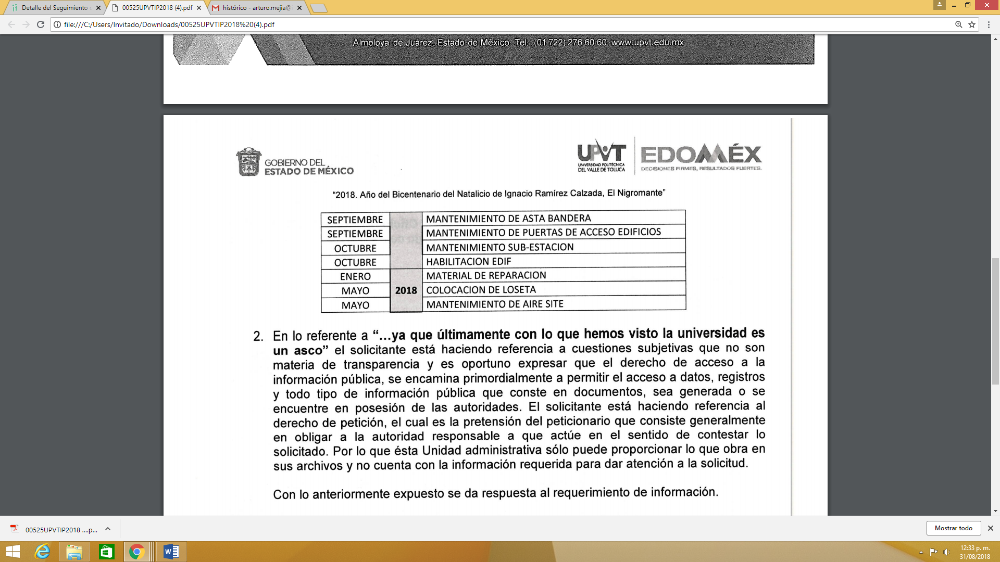 Detalle del Seguimiento
00525UPVTIP2018 (4).pdf
histórico - arturo.mejia@
file:///C:/Users/Invitado/Downloads/00525UPVTIP2018%20(4).pdf
Almoloya de Juárez, Estado de México. Tel.: (01 722) 276 60 60 www.upvt.edu.mx
GOBIERNO DEL
ESTADO DE MÉXICO
UPVT
UNIVERSIDAD POLITÉCNICA
DEL VALLE DE TOLUCA
EDOMÉX
DECISIONES FIRMES, RESULTADOS FUERTES.
“2018. Año del Bicentenario del Natalicio de Ignacio Ramírez Calzada, El Nigromante”
SEPTIEMBRE MANTENIMIENTO DE ASTA BANDERA
SEPTIEMBRE MANTENIMIENTO DE PUERTAS DE ACCESO EDIFICIOS
OCTUBRE MANTENIMIENTO SUB-ESTACION
OCTUBRE HABILITACION EDIF
ENERO MATERIAL DE REPARACION
MAYO 2018 COLOCACION DE LOSETA
MAYO MANTENIMIENTO DE AIRE SITE
2. En lo referente a “...ya que últimamente con lo que hemos visto la universidad es
un asco” el solicitante está haciendo referencia a cuestiones subjetivas que no son
materia de transparencia y es oportuno expresar que el derecho de acceso a la
información pública, se encamina primordialmente a permitir el acceso a datos, registros
y todo tipo de información pública que conste en documentos, sea generada o se
encuentre en posesión de las autoridades. El solicitante está haciendo referencia al
derecho de petición, el cual es la pretensión del peticionario que consiste generalmente
en obligar a la autoridad responsable a que actúe en el sentido de contestar lo
solicitado. Por lo que ésta Unidad administrativa sólo puede proporcionar lo que obra en
sus archivos y no cuenta con la información requerida para dar atención a la solicitud.
Con lo anteriormente expuesto se da respuesta al requerimiento de información.
00525UPVTIP2018 ....p...
Mostrar todo
12:33 p. m.
31/08/2018